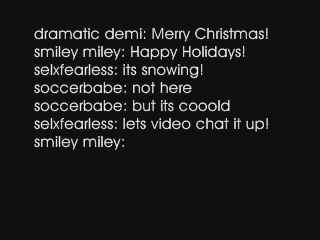 dramatic demi: Merry Christmas!
smiley miley: Happy Holidays!
selxfearless: its snowing!
soccerbabe: not here
soccerbabe: but its cooold
selxfearless: lets video chat it up!
smiley miley: